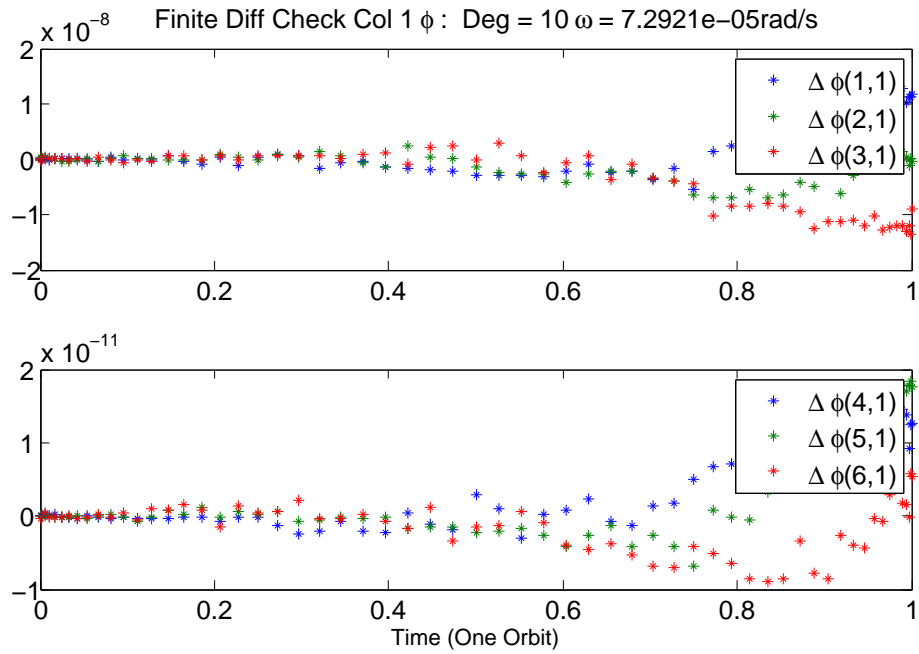 Finite Diff Check Col 1 ϕ :  Deg = 10 ω = 7.2921e−05rad/s
x 10⁻⁸
2
1
0
−1
−2
0 0.2 0.4 0.6 0.8 1
Δ ϕ(1,1)
Δ ϕ(2,1)
Δ ϕ(3,1)
x 10⁻¹¹
2
1
0
−1
0 0.2 0.4 0.6 0.8 1
Δ ϕ(4,1)
Δ ϕ(5,1)
Δ ϕ(6,1)
Time (One Orbit)